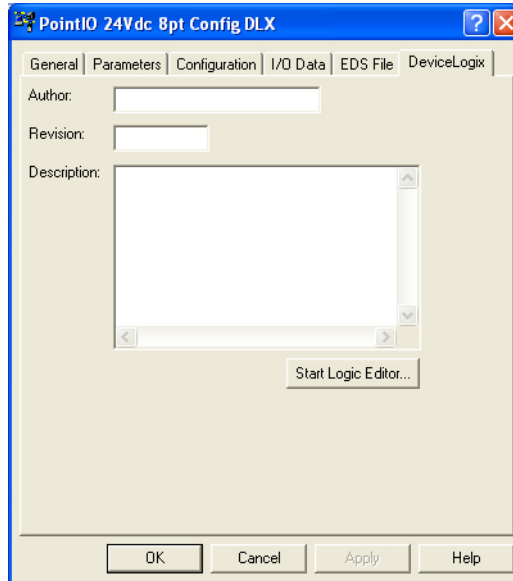 PointIO 24Vdc 8pt Config DLX
General Parameters Configuration I/O Data EDS File DeviceLogix
Author:
Revision:
Description:
Start Logic Editor...
OK Cancel Apply Help